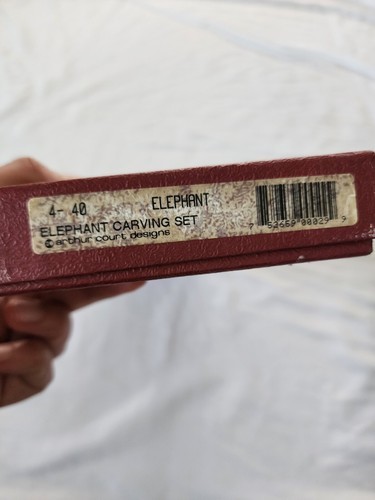 4- 40 ELEPHANT
ELEPHANT CARVING SET
arthur court designs